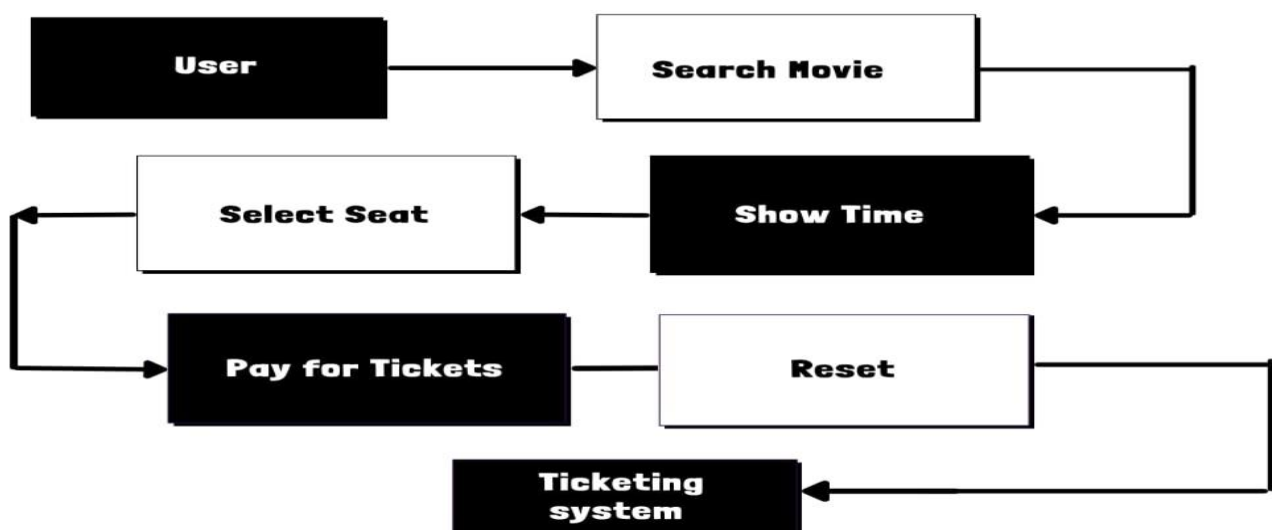 User
Search Movie
Select Seat
Show Time
Pay for Tickets
Reset
Ticketing
system